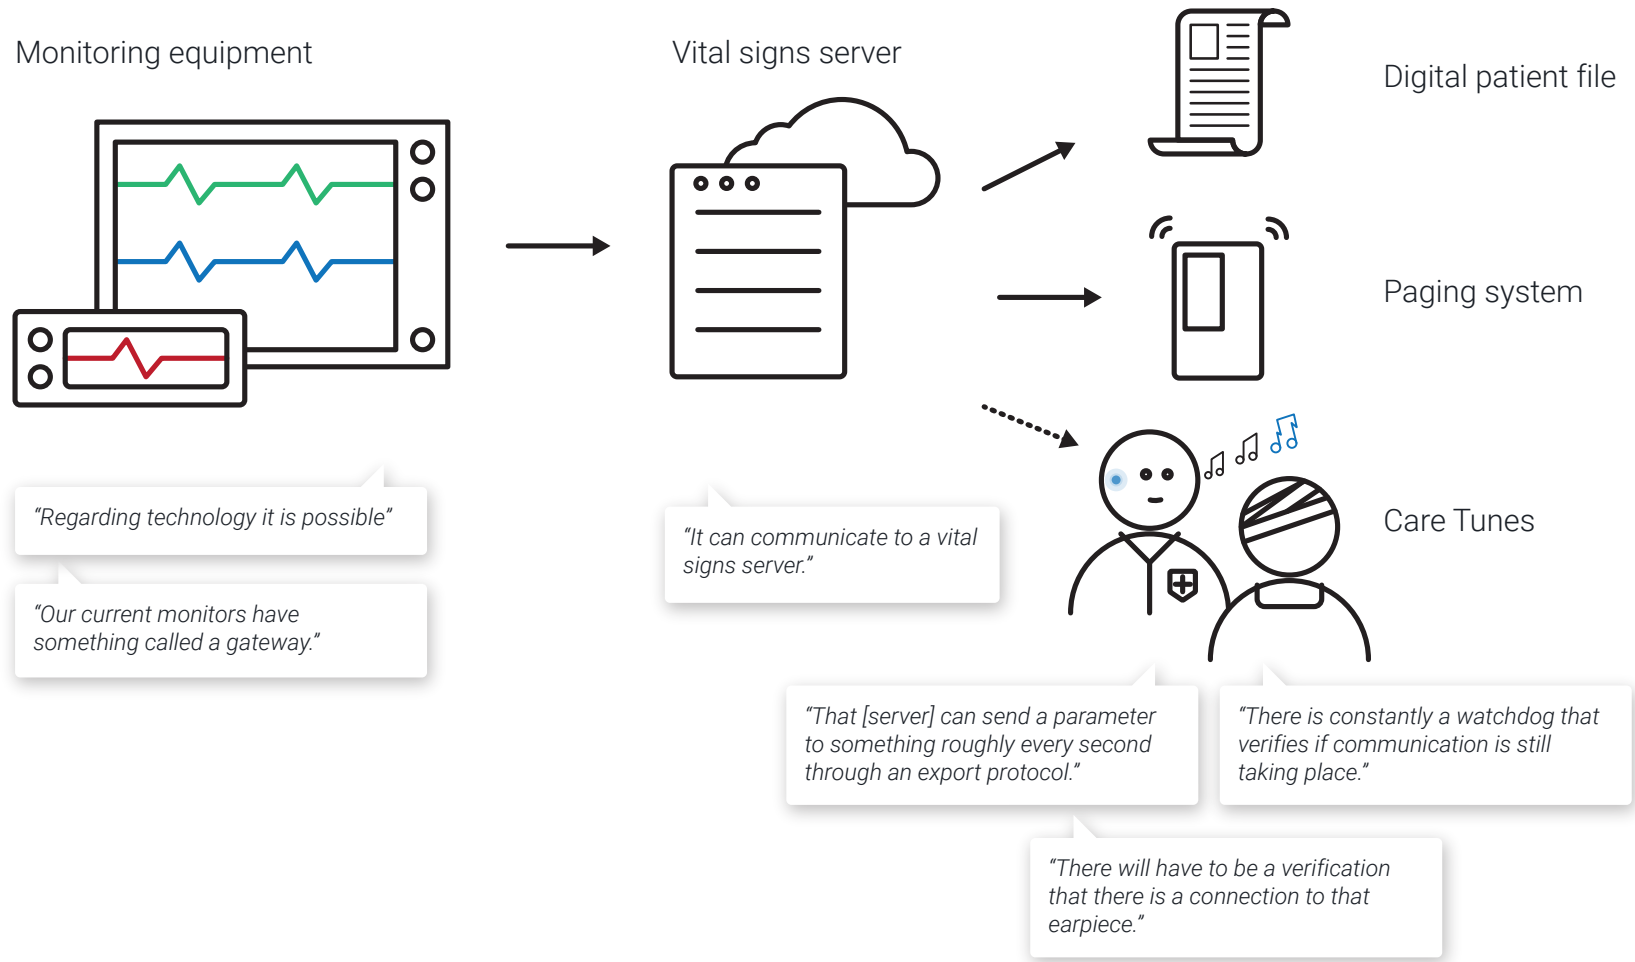 Monitoring equipment
Vital signs server
Digital patient file
Paging system
Care Tunes
“Regarding technology it is possible”
“Our current monitors have
something called a gateway.”
“It can communicate to a vital
signs server.”
“That [server] can send a parameter
to something roughly every second
through an export protocol.”
“There is constantly a watchdog that
verifies if communication is still
taking place.”
“There will have to be a verification
that there is a connection to that
earpiece.”